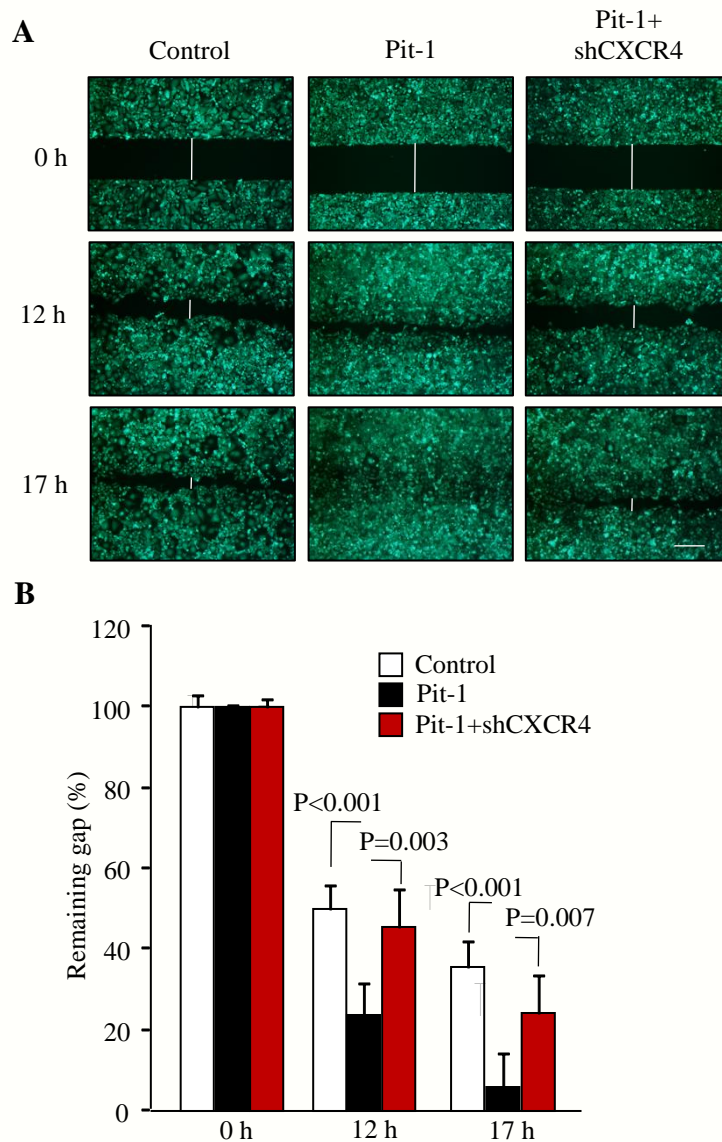 A
Control
Pit-1
Pit-1+
shCXCR4
0 h
12 h
17 h
B
120
100
80
60
40
20
0
Remaining gap (%)
Control
Pit-1
Pit-1+shCXCR4
P<0.001
P=0.003
P<0.001
P=0.007
0 h
12 h
17 h